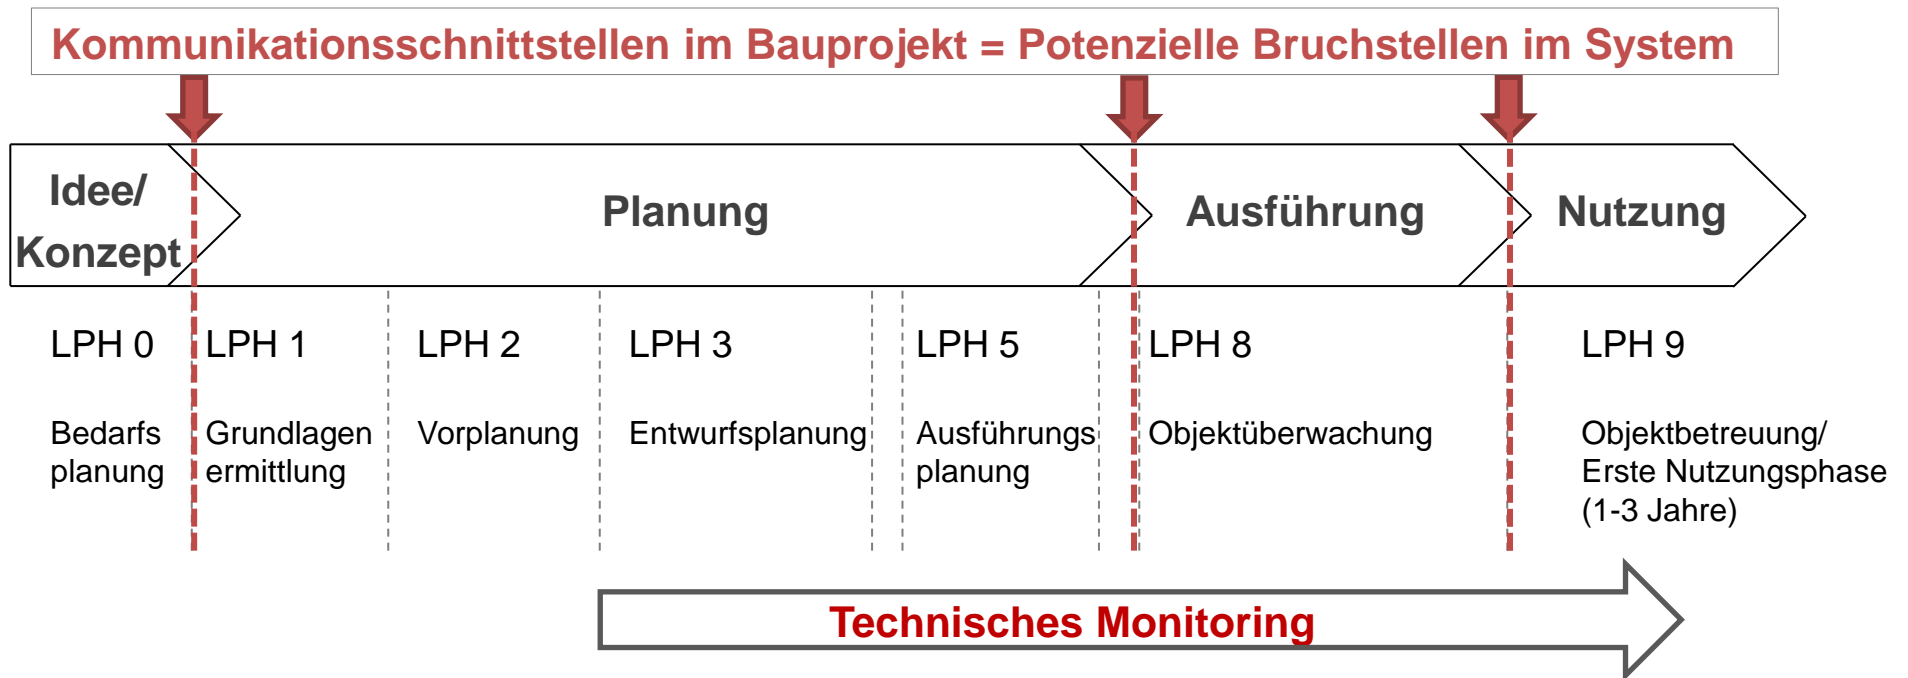 Kommunikationsschnittstellen im Bauprojekt = Potenzielle Bruchstellen im System
Idee/
Konzept
Planung
Ausführung
Nutzung
LPH 0
LPH 1
LPH 2
LPH 3
LPH 5
LPH 8
LPH 9
Bedarfs
planung
Grundlagen
ermittlung
Vorplanung
Entwurfsplanung
Ausführungs
planung
Objektüberwachung
Objektbetreuung/
Erste Nutzungsphase
(1-3 Jahre)
Technisches Monitoring